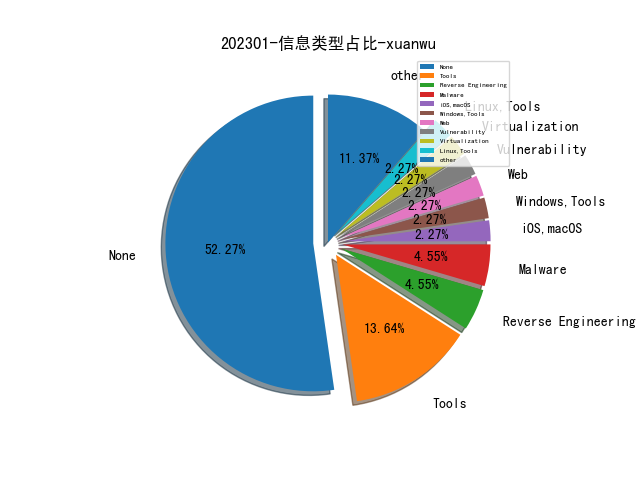 202301-信息类型占比-xuanwu
None
Tools
Reverse Engineering
Malware
iOS,macOS
Windows,Tools
Web
Vulnerability
Virtualization
Linux,Tools
other
other
Linux,Tools
Virtualization
Vulnerability
Web
Windows,Tools
iOS,macOS
Malware
Reverse Engineering
Tools
None
11.37%
2.27%
2.27%
2.27%
2.27%
2.27%
2.27%
4.55%
4.55%
13.64%
52.27%